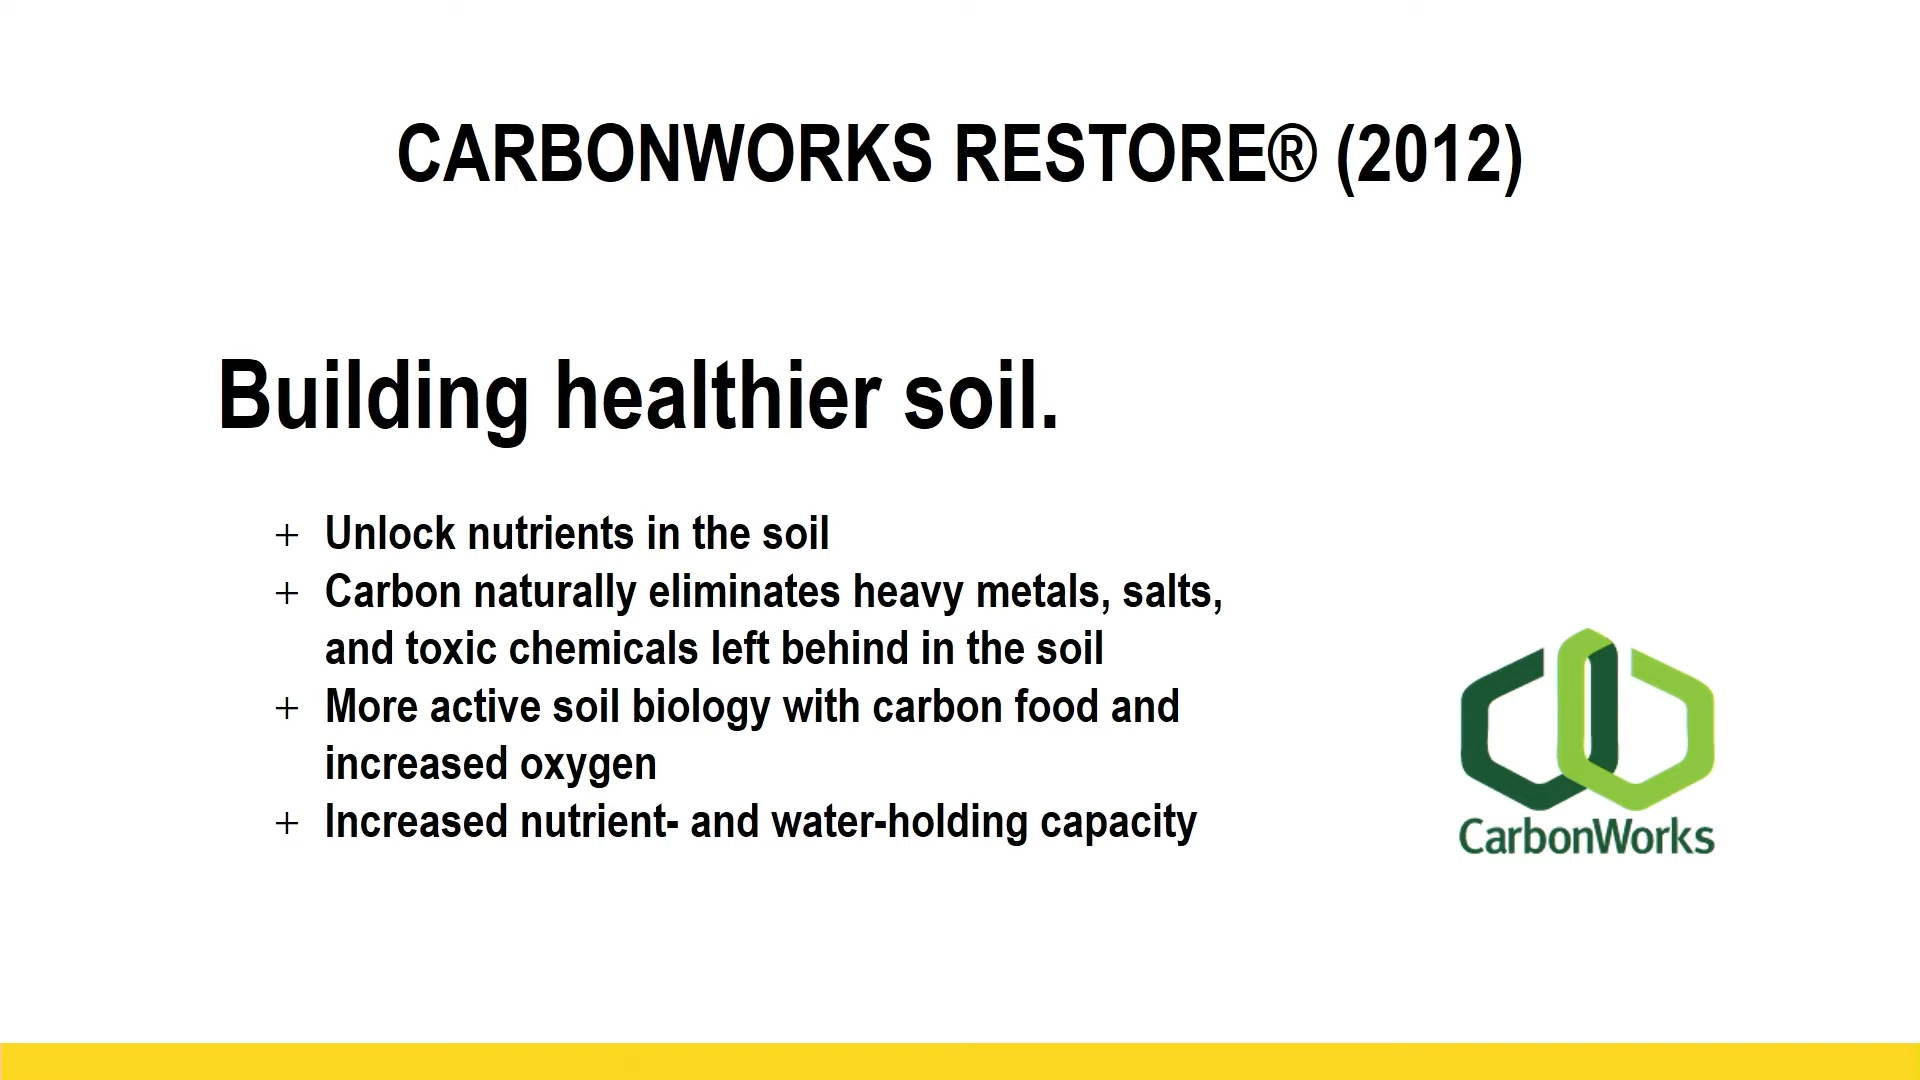 CARBONWORKS RESTORE® (2012)
Building healthier soil.
+ Unlock nutrients in the soil
+ Carbon naturally eliminates heavy metals, salts,
and toxic chemicals left behind in the soil
+ More active soil biology with carbon food and
increased oxygen
+ Increased nutrient- and water-holding capacity
CarbonWorks